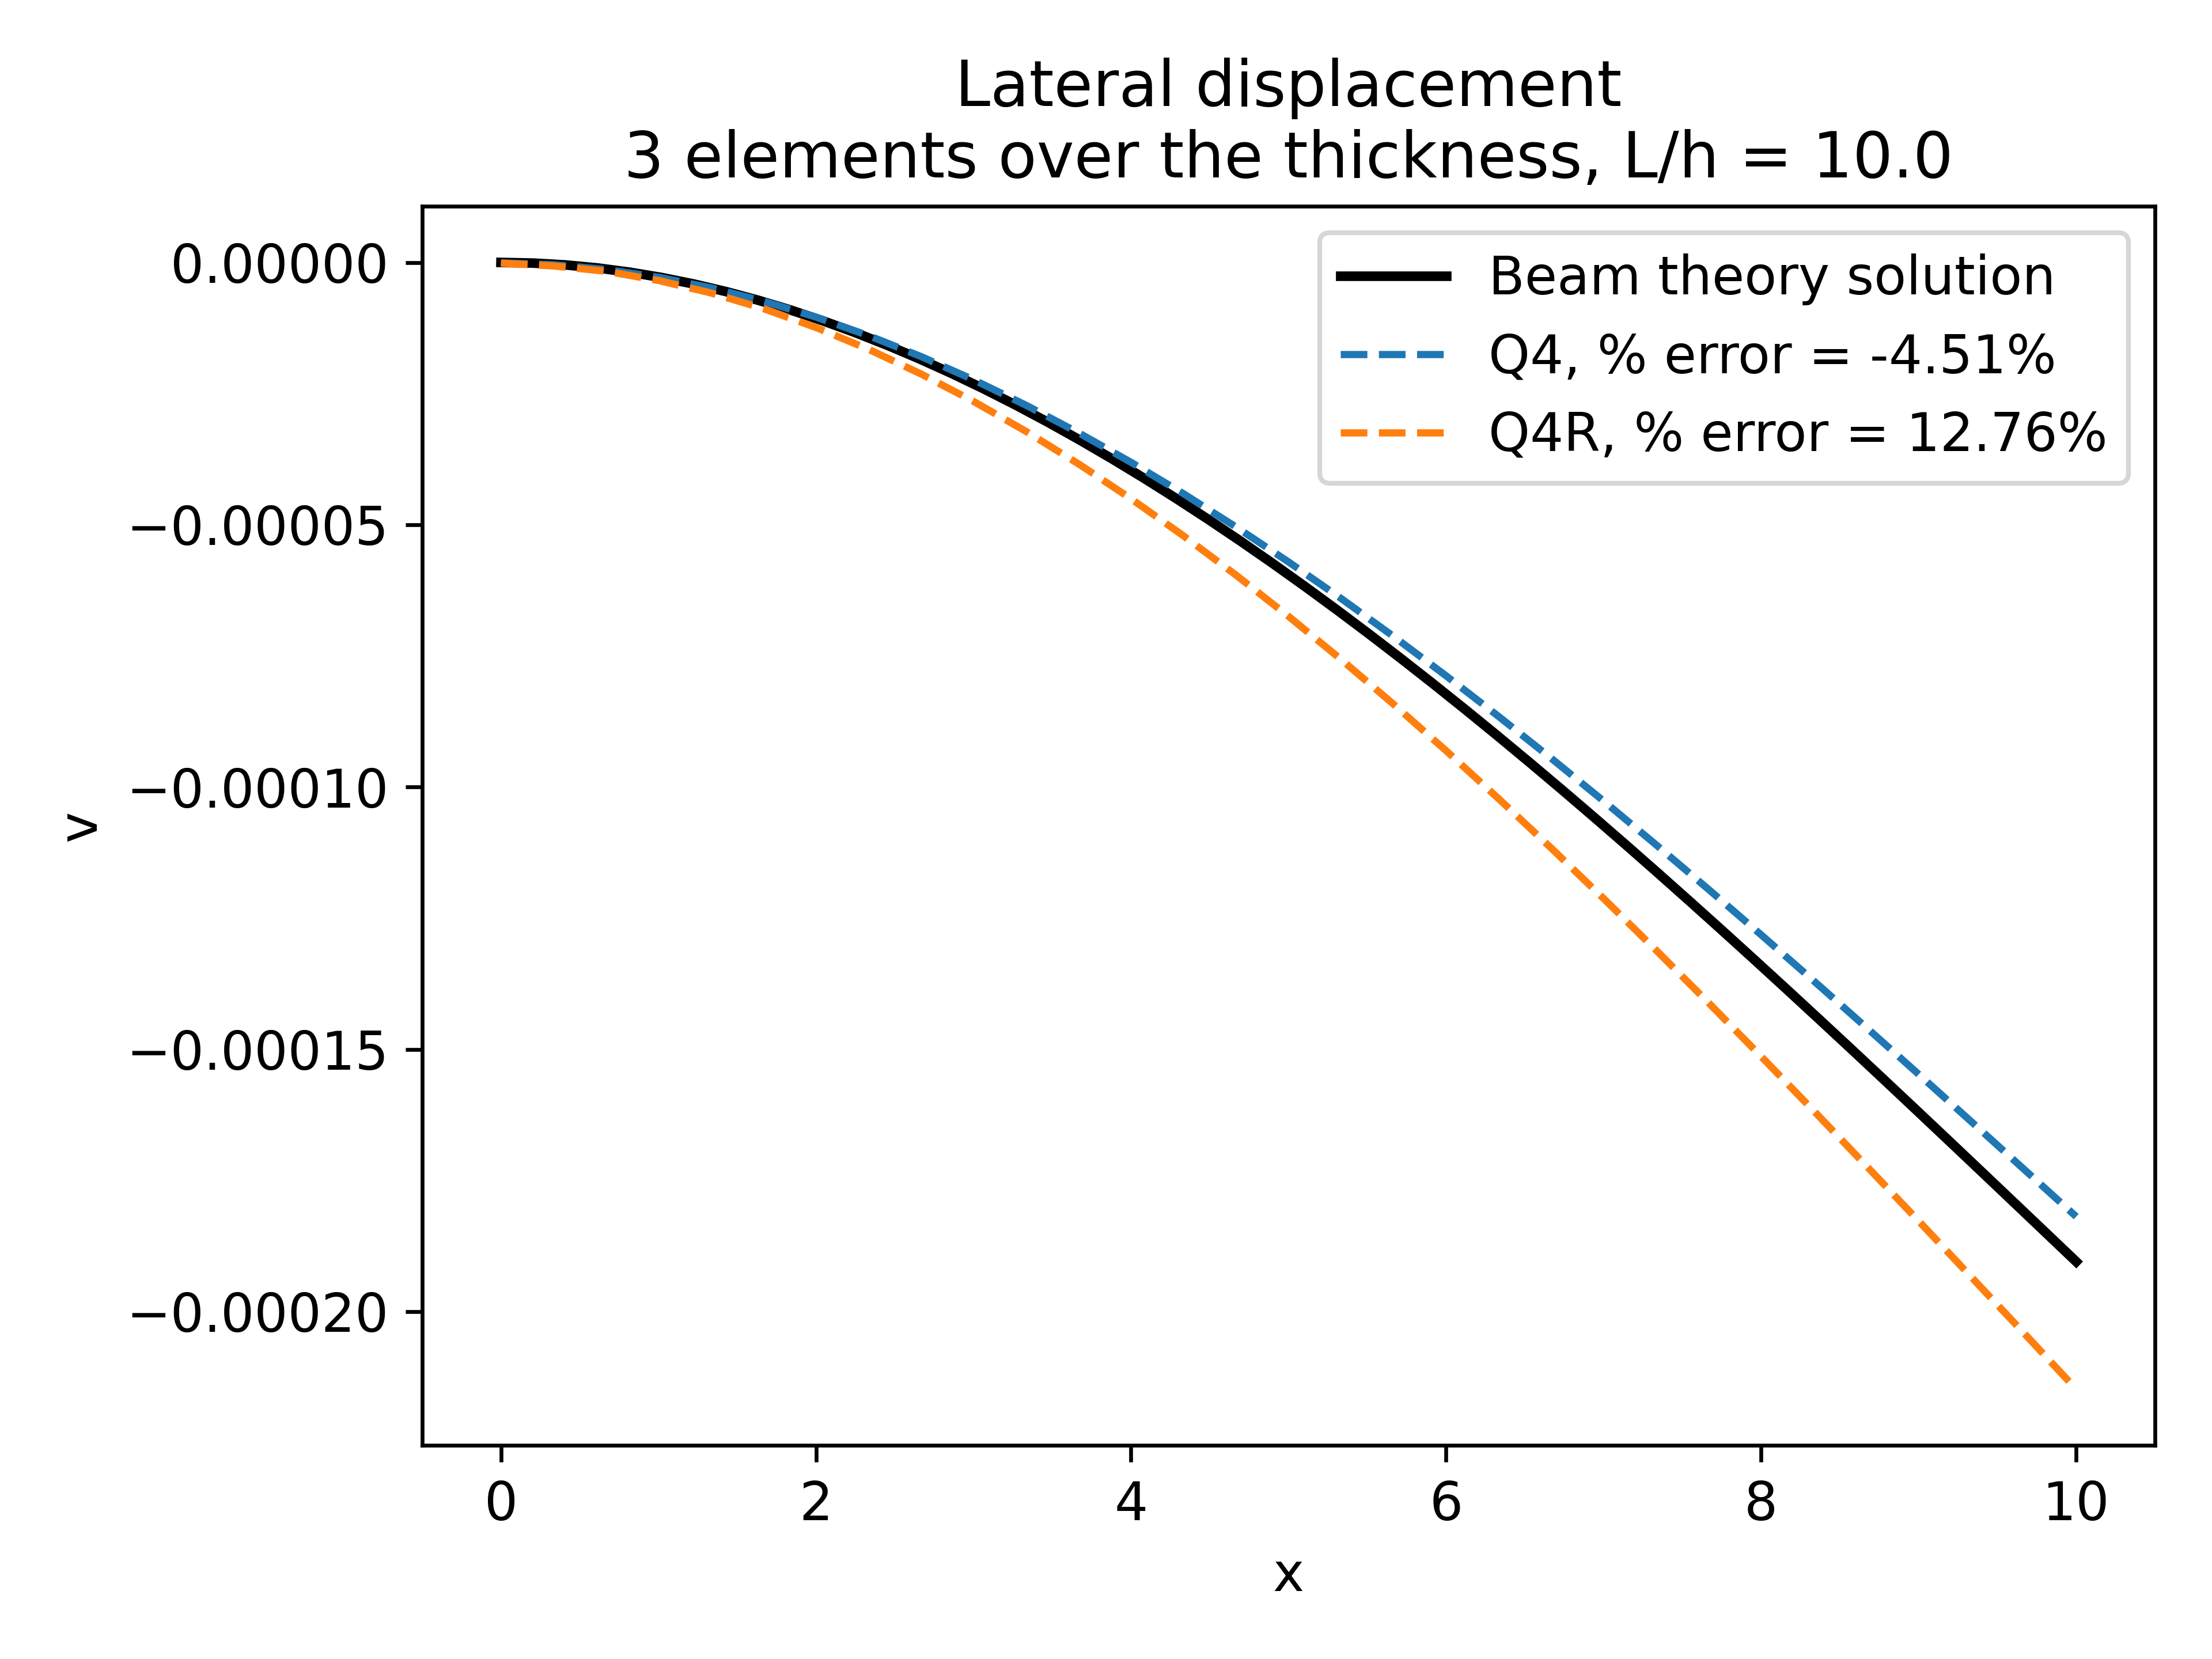 Lateral displacement
3 elements over the thickness, L/h = 10.0
Beam theory solution
Q4, % error = -4.51%
Q4R, % error = 12.76%
0.00000
−0.00005
−0.00010
−0.00015
−0.00020
v
0 2 4 6 8 10
x